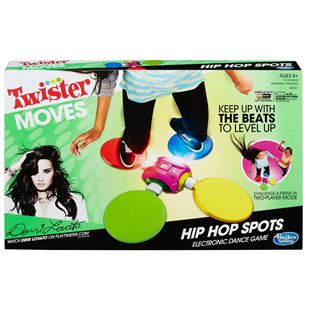 HIP HOP SPOTS
Twister
MOVES
AGES 8+
KEEP UP WITH
THE BEATS
TO LEVEL UP
CHALLENGE A FRIEND IN
TWO-PLAYER MODE
Demi Lovato
WATCH DEMI LOVATO ON PLAYTWISTER.COM
HIP HOP SPOTS
ELECTRONIC DANCE GAME
Hasbro
Gaming